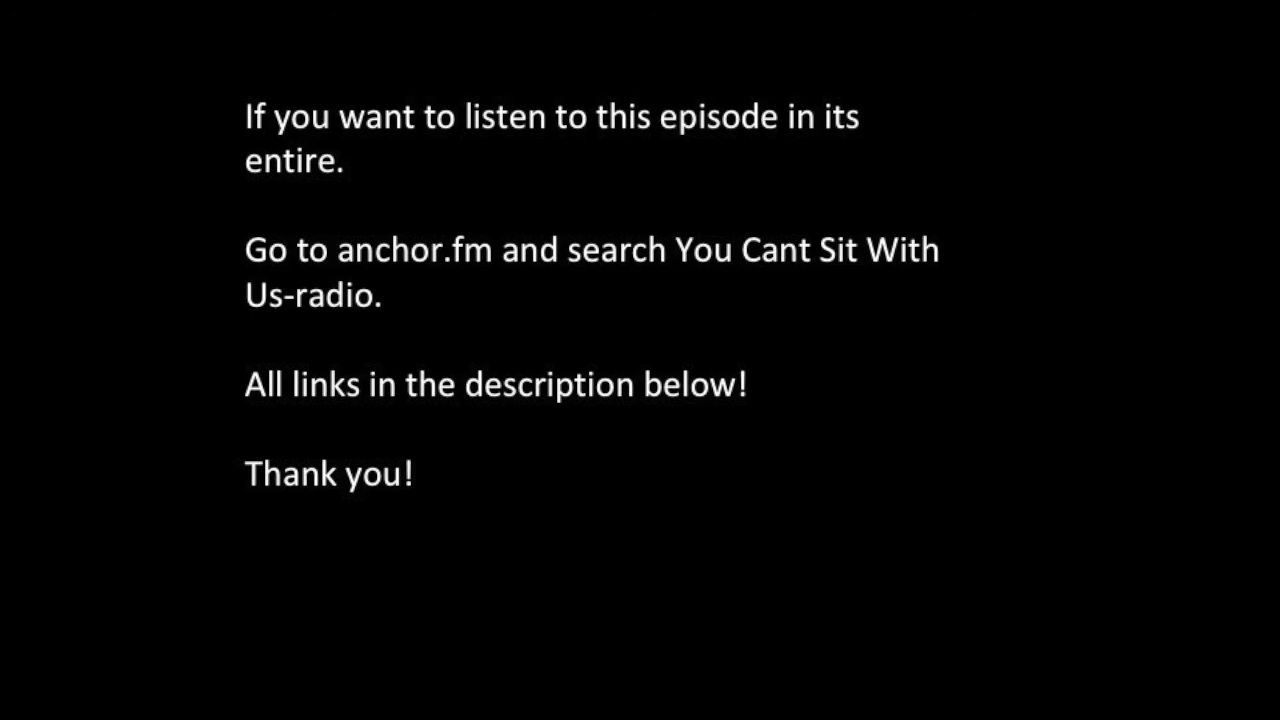 If you want to listen to this episode in its
entire.
Go to anchor.fm and search You Cant Sit With
Us-radio.
All links in the description below!
Thank you!